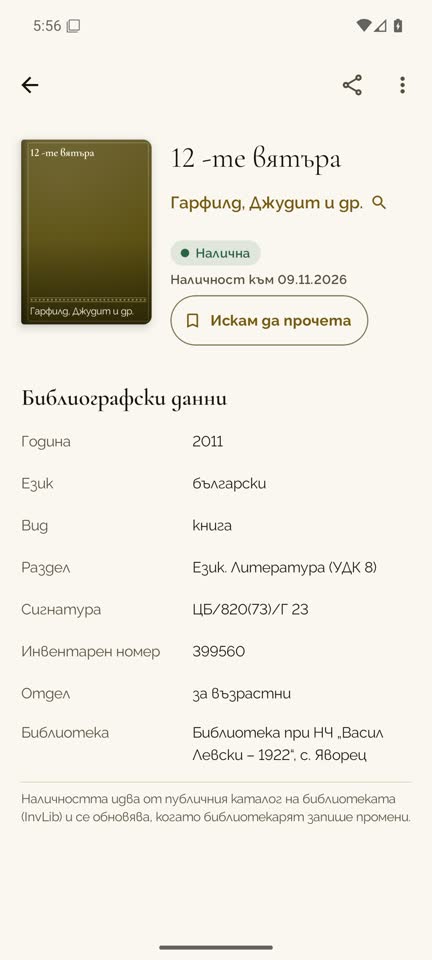 5:56
12 -те вятъра
Гарфилд, Джудит и др.
12 -те вятъра
Гарфилд, Джудит и др.
Налична
Наличност към 09.11.2026
Искам да прочета
Библиографски данни
Година 2011
Език български
Вид книга
Раздел Език. Литература (УДК 8)
Сигнатура ЦБ/820(73)/Г 23
Инвентарен номер 399560
Отдел за възрастни
Библиотека Библиотека при НЧ „Васил
Левски – 1922“, с. Яворец
Наличността идва от публичния каталог на библиотеката
(InvLib) и се обновява, когато библиотекарят запише промени.